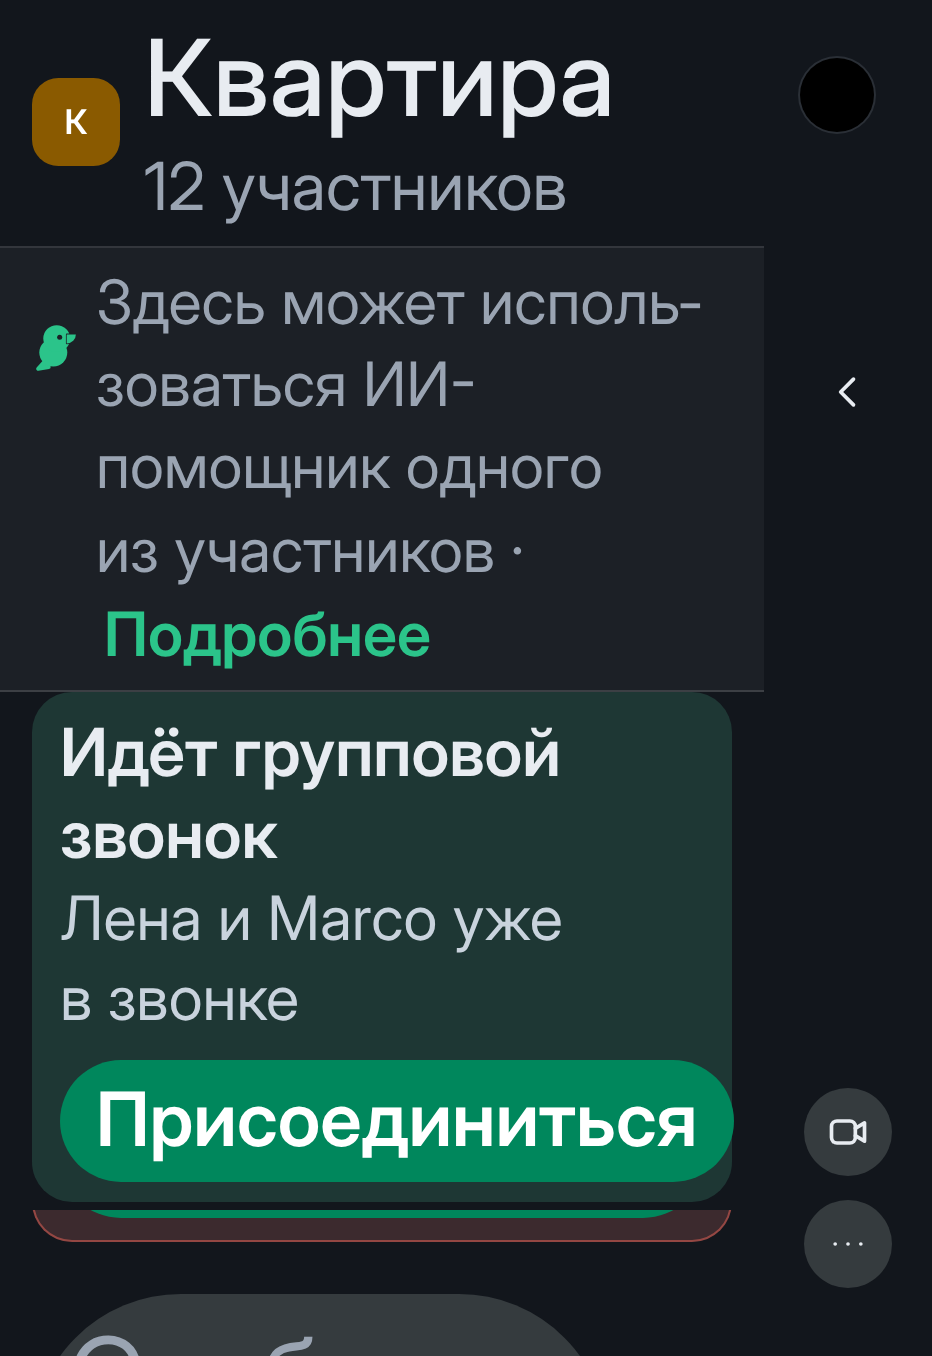 К
Квартира
12 участников
Здесь может исполь-
зоваться ИИ-
помощник одного
из участников ·
Подробнее
Идёт групповой
звонок
Лена и Marco уже
в звонке
Присоединиться